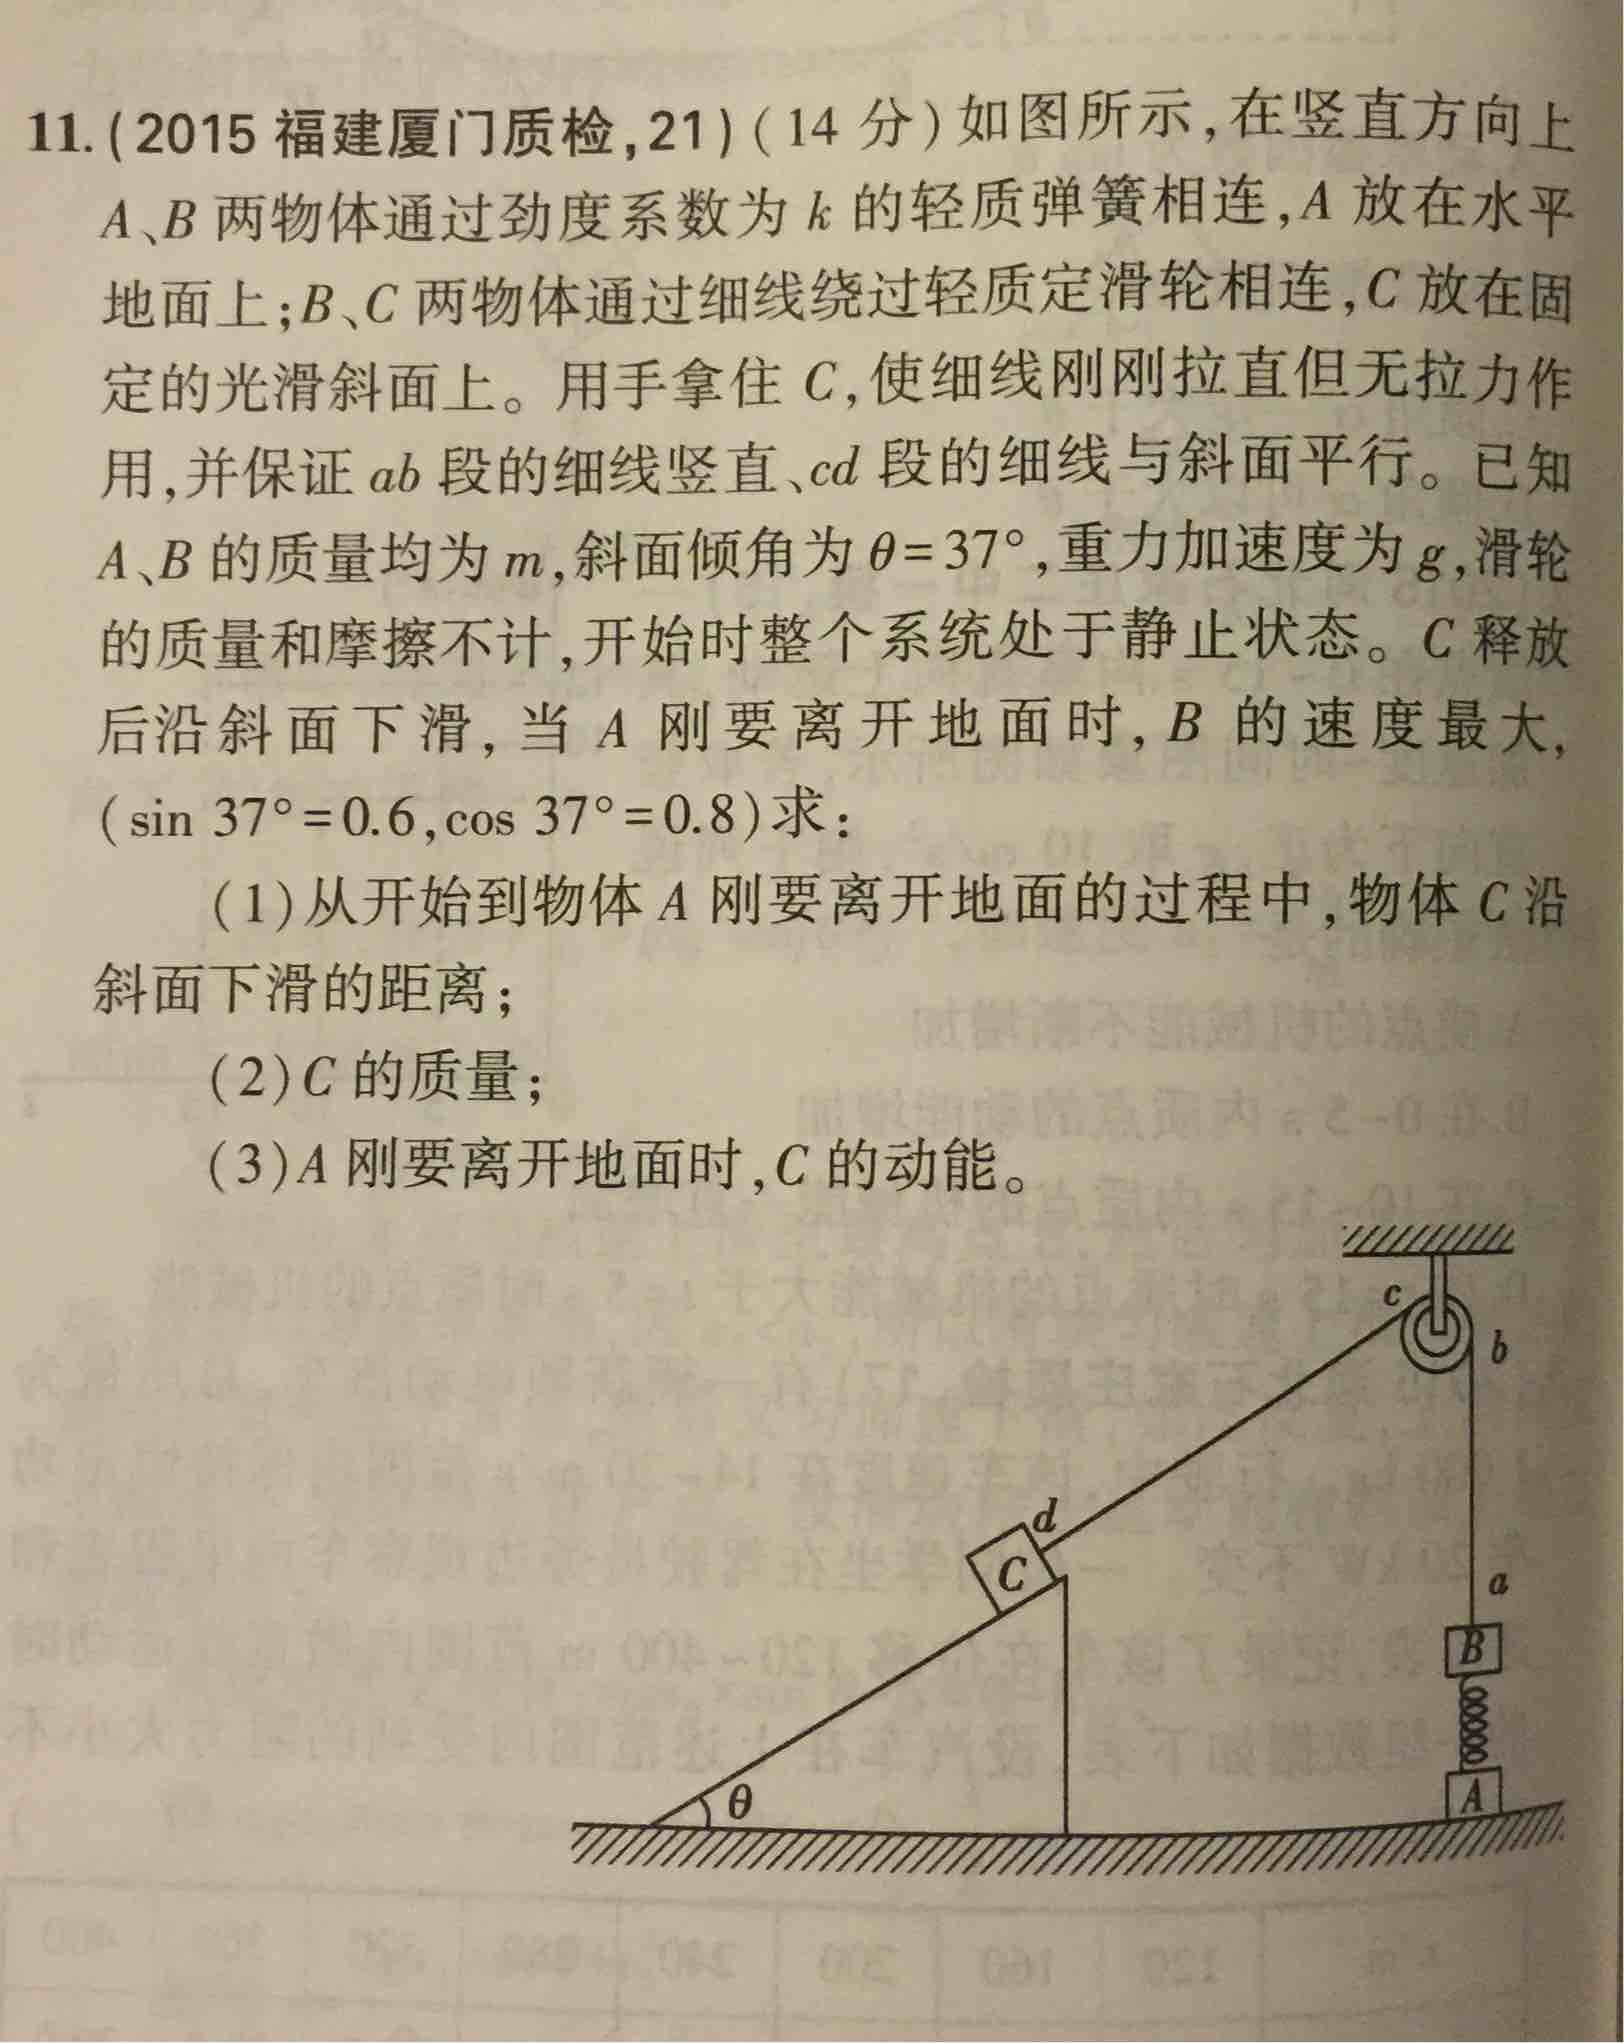 11.(2015 福建厦门质检,21)(14 分)如图所示,在竖直方向上
A、B 两物体通过劲度系数为 k 的轻质弹簧相连,A 放在水平
地面上;B、C 两物体通过细线绕过轻质定滑轮相连,C 放在固
定的光滑斜面上。用手拿住 C,使细线刚刚拉直但无拉力作
用,并保证 ab 段的细线竖直、cd 段的细线与斜面平行。已知
A、B 的质量均为 m,斜面倾角为 θ=37°,重力加速度为 g,滑轮
的质量和摩擦不计,开始时整个系统处于静止状态。C 释放
后沿斜面下滑,当 A 刚要离开地面时,B 的速度最大,
(sin 37°=0.6,cos 37°=0.8)求:
(1)从开始到物体 A 刚要离开地面的过程中,物体 C 沿
斜面下滑的距离;
(2)C 的质量;
(3)A 刚要离开地面时,C 的动能。
c
b
d
C
a
B
A
θ